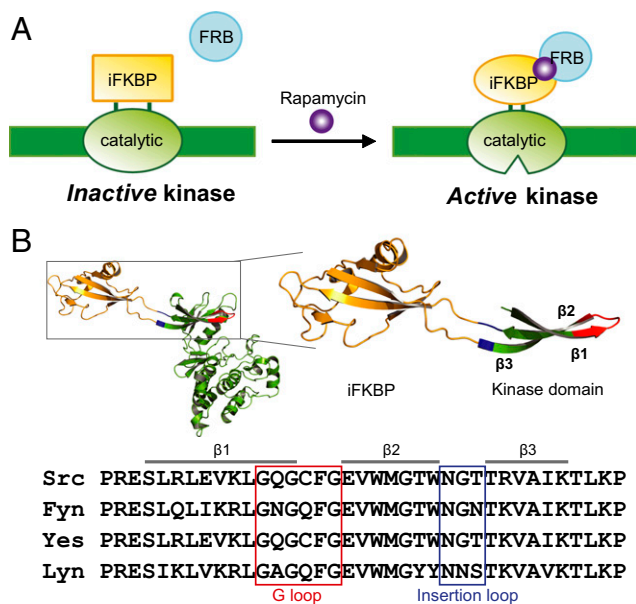 A
FRB
iFKBP
catalytic
Inactive kinase
Rapamycin
iFKBP
FRB
catalytic
Active kinase
B
β2
β1
β3
iFKBP
Kinase domain
β1 β2 β3
Src PRESLRLEVKLGQGCFGEVWMGTWNGTTRVAIKTLKP
Fyn PRESLQLIKRLGNGQFGEVWMGTWNGNTKVAIKTLKP
Yes PRESLRLEVKLGQGCFGEVWMGTWNGTTKVAIKTLKP
Lyn PRESIKLVKRLGAGQFGEVWMGYYNNSTKVAVKTLKP
G loop Insertion loop